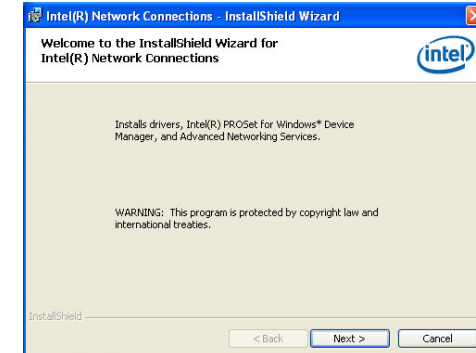 Intel(R) Network Connections - InstallShield Wizard
Welcome to the InstallShield Wizard for
Intel(R) Network Connections
intel
Installs drivers, Intel(R) PROSet for Windows* Device
Manager, and Advanced Networking Services.
WARNING: This program is protected by copyright law and
international treaties.
InstallShield
< Back
Next >
Cancel